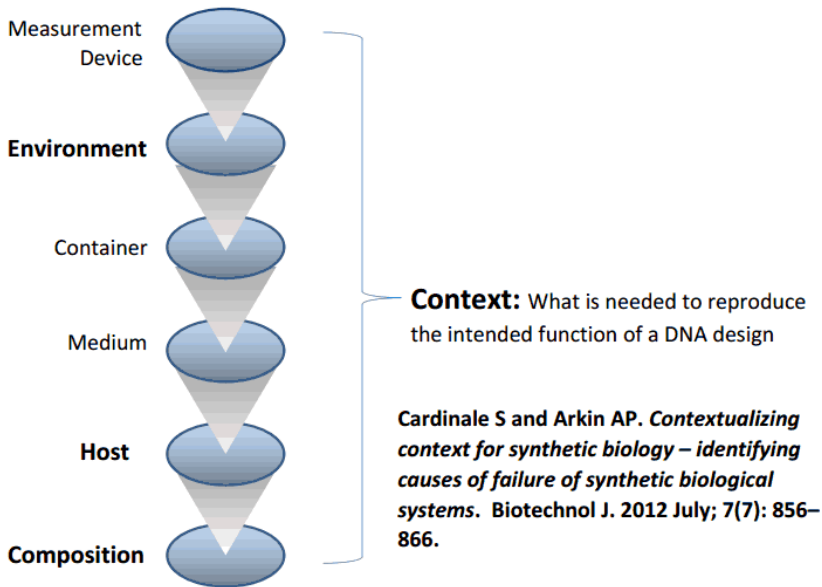 Measurement
Device
Environment
Container
Medium
Host
Composition
Context: What is needed to reproduce
the intended function of a DNA design
Cardinale S and Arkin AP. Contextualizing
context for synthetic biology – identifying
causes of failure of synthetic biological
systems. Biotechnol J. 2012 July; 7(7): 856–
866.